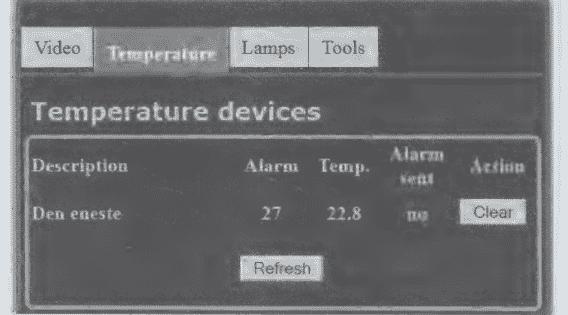 Video Temperature Lamps Tools
Temperature devices
Description Alarm Temp. Alarm sent Action
Den eneste 27 22.8 no Clear
Refresh